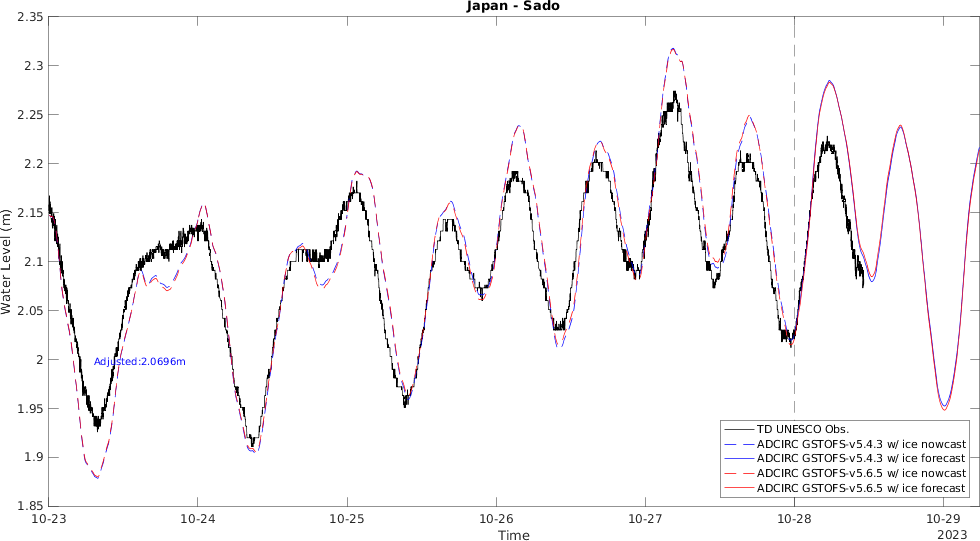 Japan - Sado
2.35
2.3
2.25
2.2
2.15
2.1
2.05
2
1.95
1.9
1.85
Water Level (m)
Adjusted:2.0696m
TD UNESCO Obs.
ADCIRC GSTOFS-v5.4.3 w/ ice nowcast
ADCIRC GSTOFS-v5.4.3 w/ ice forecast
ADCIRC GSTOFS-v5.6.5 w/ ice nowcast
ADCIRC GSTOFS-v5.6.5 w/ ice forecast
10-23 10-24 10-25 10-26 10-27 10-28 10-29
Time
2023